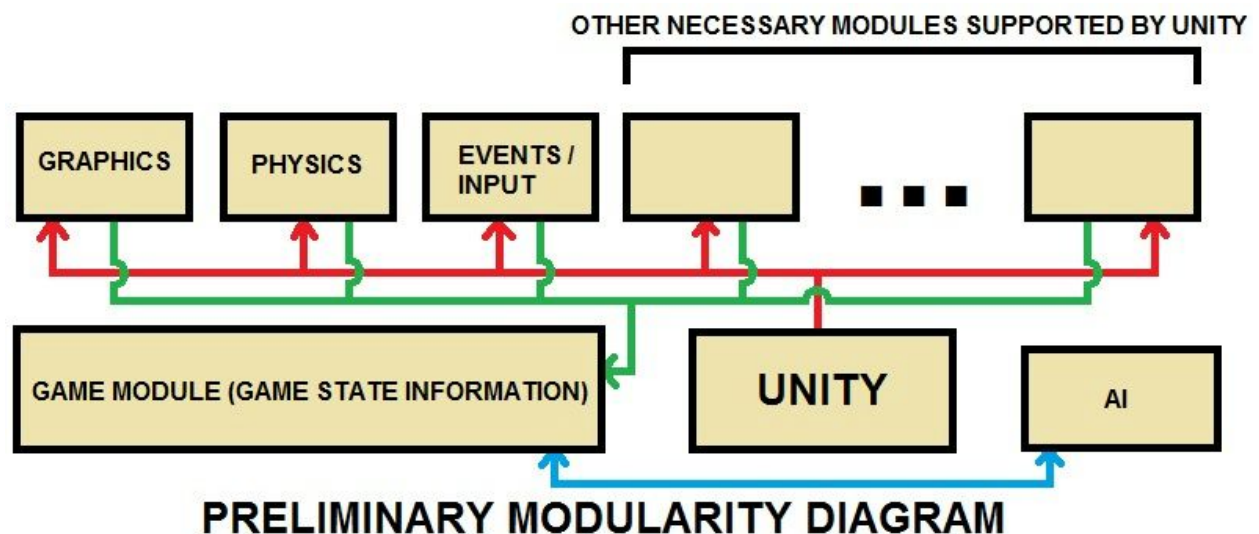 OTHER NECESSARY MODULES SUPPORTED BY UNITY
GRAPHICS
PHYSICS
EVENTS /
INPUT
GAME MODULE (GAME STATE INFORMATION)
UNITY
AI
PRELIMINARY MODULARITY DIAGRAM